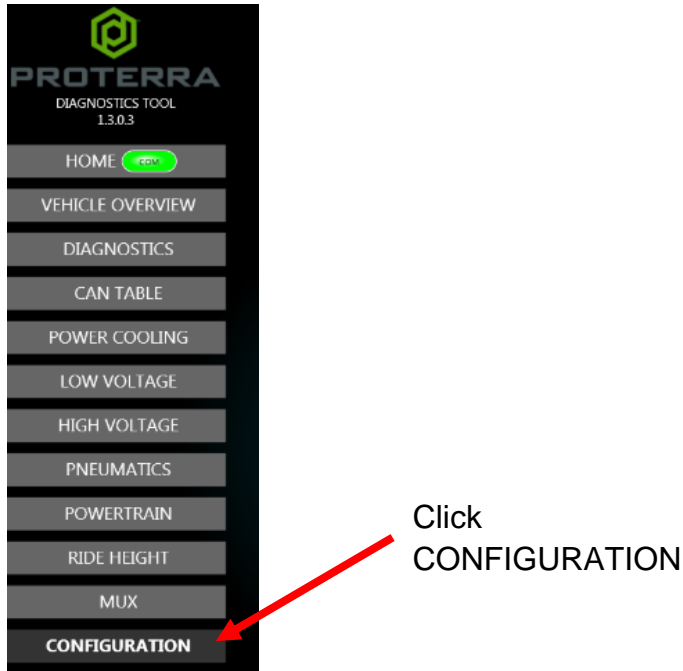 PROTERRA
DIAGNOSTICS TOOL
1.3.0.3
HOME COM
VEHICLE OVERVIEW
DIAGNOSTICS
CAN TABLE
POWER COOLING
LOW VOLTAGE
HIGH VOLTAGE
PNEUMATICS
POWERTRAIN
RIDE HEIGHT
MUX
CONFIGURATION
Click
CONFIGURATION